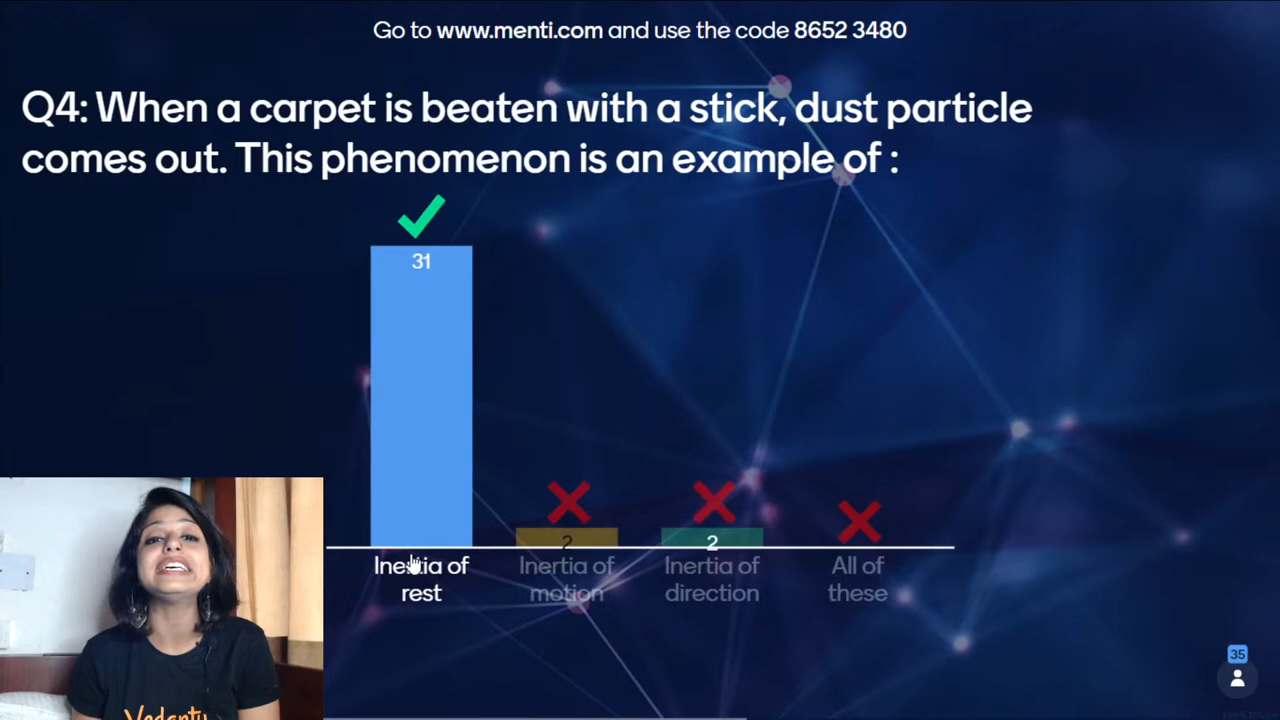 Go to www.menti.com and use the code 8652 3480
Q4: When a carpet is beaten with a stick, dust particle
comes out. This phenomenon is an example of :
31
2
2
Inertia of
rest
Inertia of
motion
Inertia of
direction
All of
these
35
Vedantu